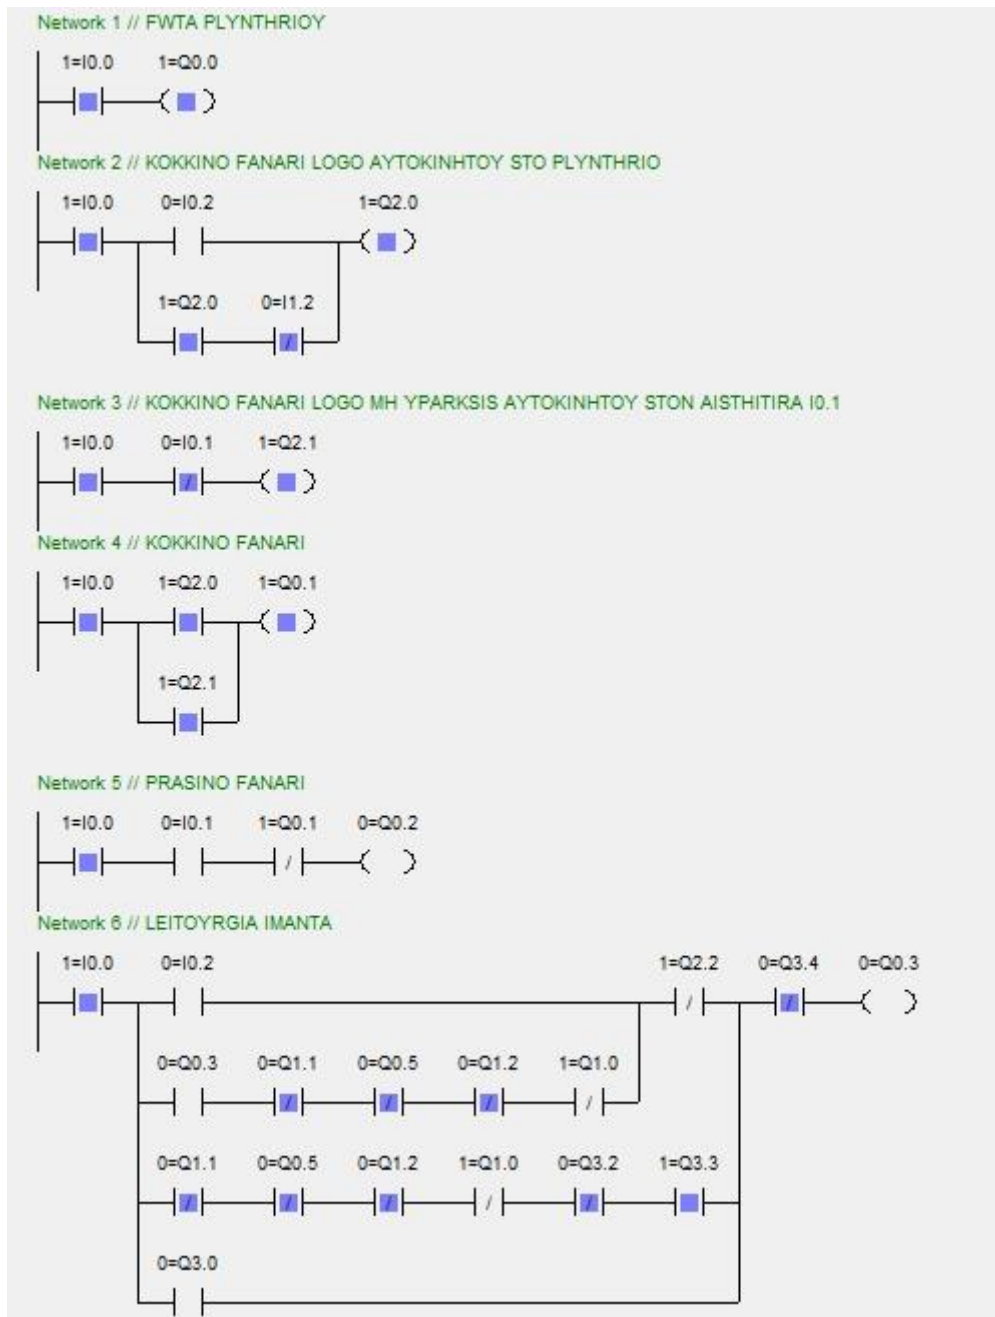 Network 1 // FWTA PLYNTHRIOY
1=I0.0 1=Q0.0
Network 2 // KOKKINO FANARI LOGO AYTOKINHTOY STO PLYNTHRIO
1=I0.0 0=I0.2 1=Q2.0
1=Q2.0 0=I1.2
Network 3 // KOKKINO FANARI LOGO MH YPARKSIS AYTOKINHTOY STON AISTHITIRA I0.1
1=I0.0 0=I0.1 1=Q2.1
Network 4 // KOKKINO FANARI
1=I0.0 1=Q2.0 1=Q0.1
1=Q2.1
Network 5 // PRASINO FANARI
1=I0.0 0=I0.1 1=Q0.1 0=Q0.2
Network 6 // LEITOYRGIA IMANTA
1=I0.0 0=I0.2 1=Q2.2 0=Q3.4 0=Q0.3
0=Q0.3 0=Q1.1 0=Q0.5 0=Q1.2 1=Q1.0
0=Q1.1 0=Q0.5 0=Q1.2 1=Q1.0 0=Q3.2 1=Q3.3
0=Q3.0